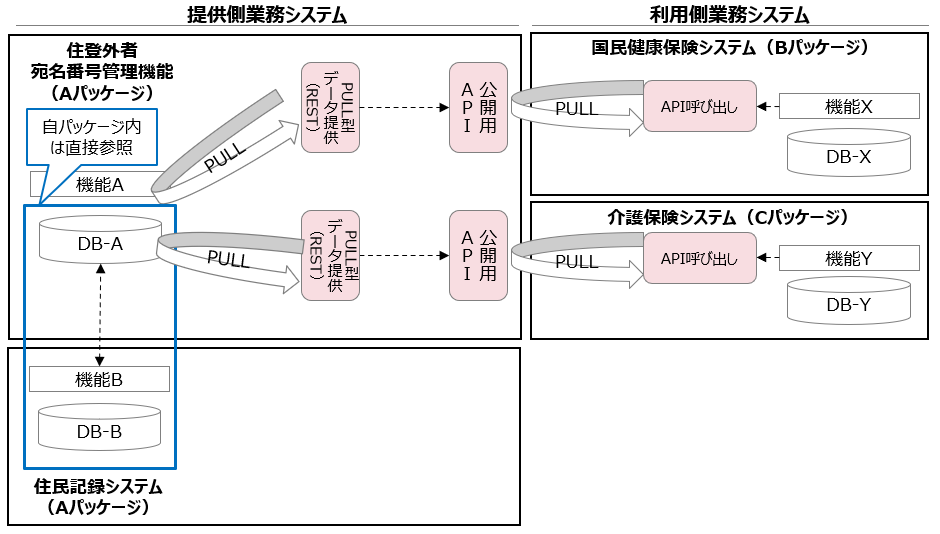 提供側業務システム
利用側業務システム
住登外者
宛名番号管理機能
（Aパッケージ）
自パッケージ内
は直接参照
機能A
DB-A
PULL
PULL型
データ提供
（REST）
公開用
API
PULL
PULL型
データ提供
（REST）
公開用
API
機能B
DB-B
住民記録システム
（Aパッケージ）
国民健康保険システム（Bパッケージ）
PULL
API呼び出し
機能X
DB-X
介護保険システム（Cパッケージ）
PULL
API呼び出し
機能Y
DB-Y